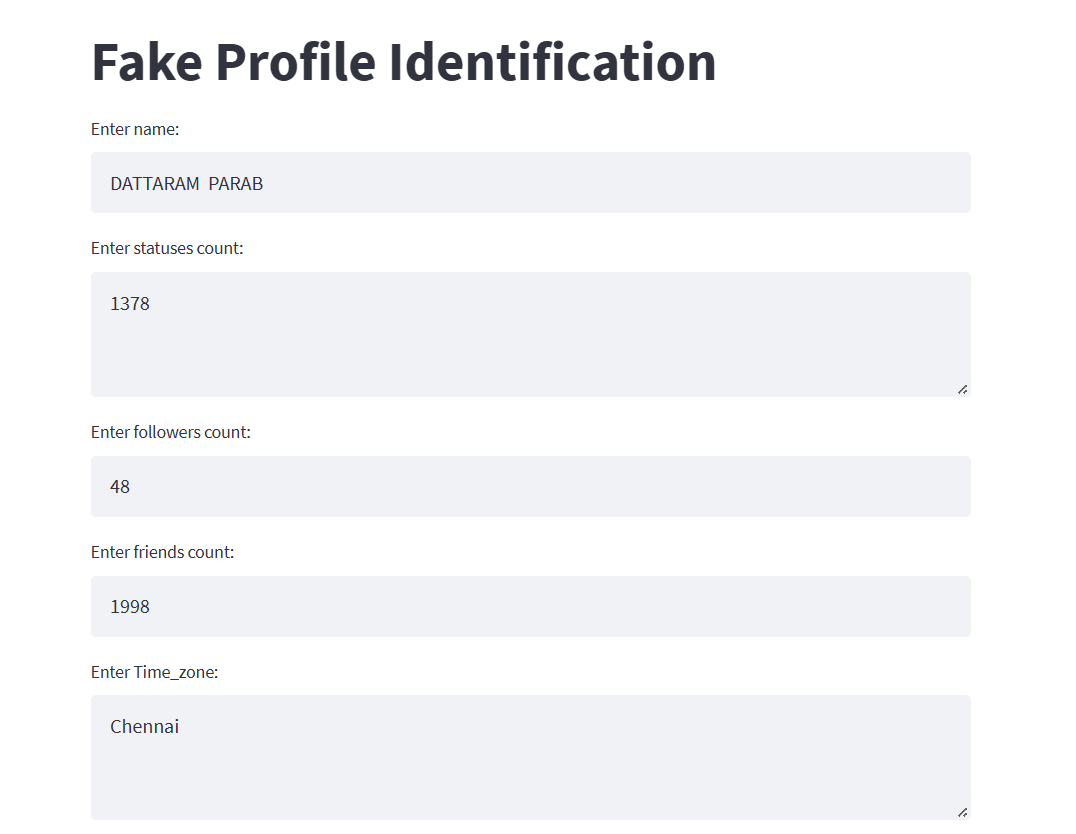 Fake Profile Identification
Enter name:
DATTARAM  PARAB
Enter statuses count:
1378
Enter followers count:
48
Enter friends count:
1998
Enter Time_zone:
Chennai